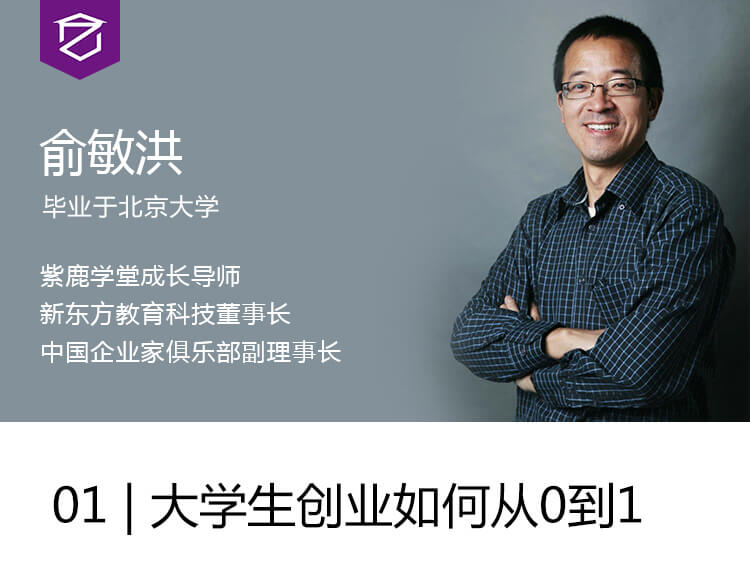 俞敏洪
毕业于北京大学
紫鹿学堂成长导师
新东方教育科技董事长
中国企业家俱乐部副理事长
01 | 大学生创业如何从0到1